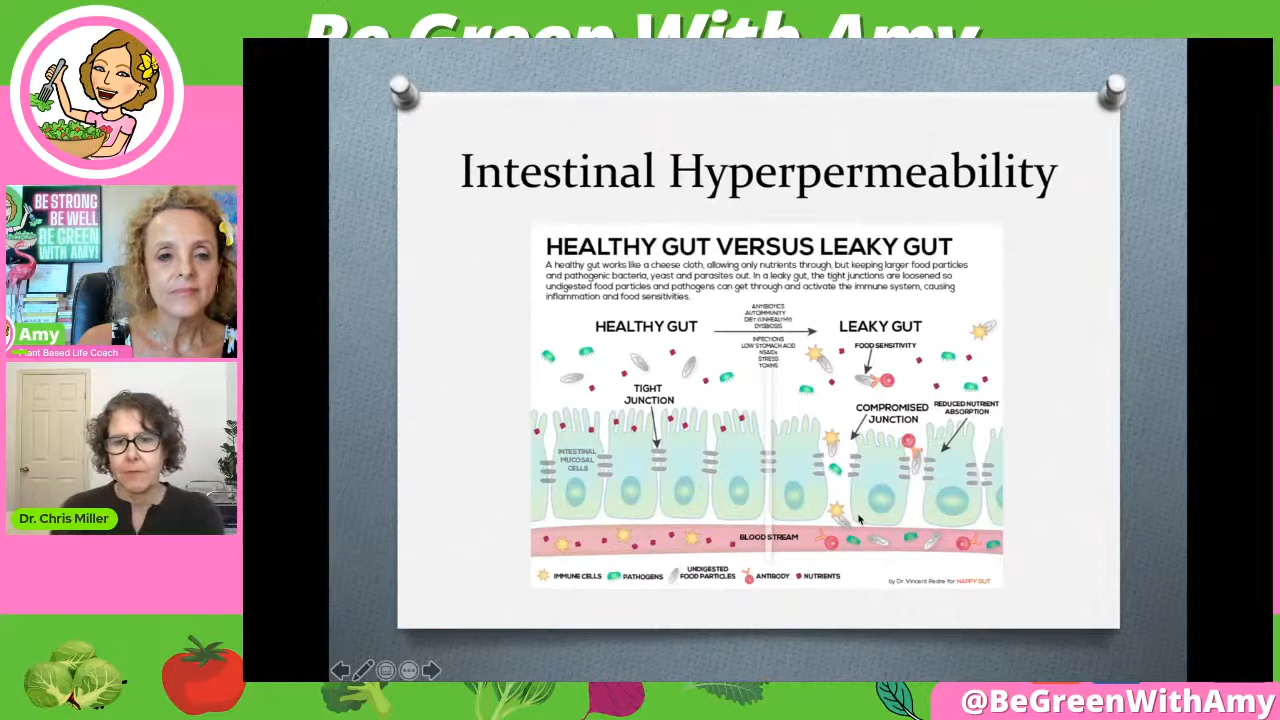 Be Green With Amy
BE STRONG
BE WELL
BE GREEN
WITH AMY!
Amy
Plant Based Life Coach
Dr. Chris Miller
Intestinal Hyperpermeability
HEALTHY GUT VERSUS LEAKY GUT
A healthy gut works like a cheese cloth, allowing only nutrients through, but keeping larger food particles
and pathogenic bacteria, yeast and parasites out. In a leaky gut, the tight junctions are loosened so
undigested food particles and pathogens can get through and activate the immune system, causing
inflammation and food sensitivities.
HEALTHY GUT
ANTIBIOTICS
AUTOIMMUNITY
DIET (UNHEALTHY)
DYSBIOSIS
INFECTIONS
LOW STOMACH ACID
NSAIDs
STRESS
TOXINS
LEAKY GUT
FOOD SENSITIVITY
TIGHT
JUNCTION
COMPROMISED
JUNCTION
REDUCED NUTRIENT
ABSORPTION
INTESTINAL
MUCOSAL
CELLS
BLOOD STREAM
IMMUNE CELLS
PATHOGENS
UNDIGESTED
FOOD PARTICLES
ANTIBODY
NUTRIENTS
by Dr. Vincent Pedre for HAPPY GUT
@BeGreenWithAmy